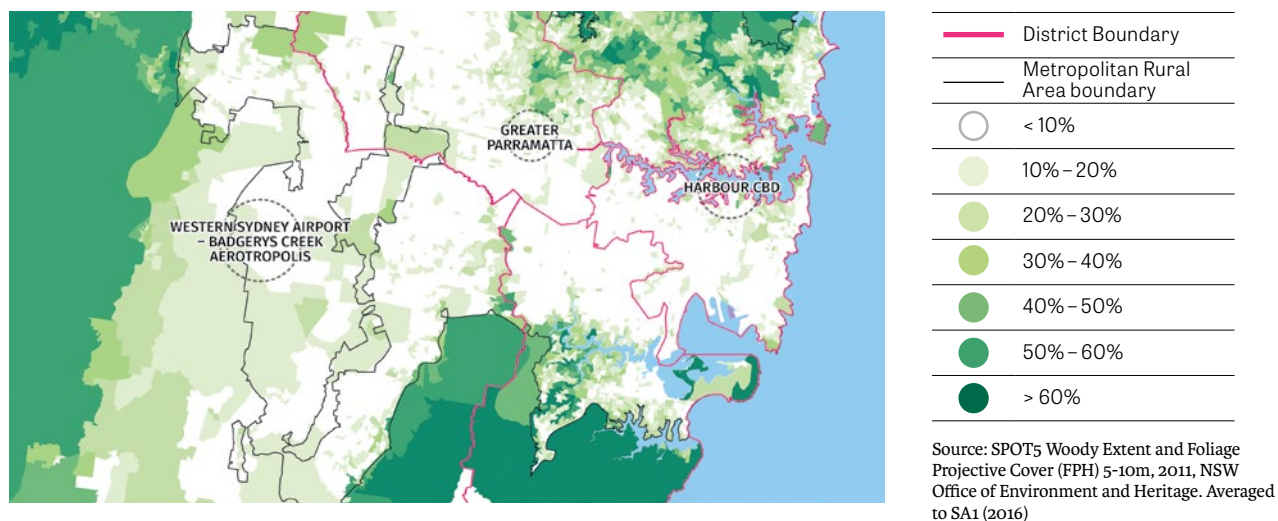 GREATER
PARRAMATTA
HARBOUR CBD
WESTERN SYDNEY AIRPORT
– BADGERYS CREEK
AEROTROPOLIS
District Boundary
Metropolitan Rural
Area boundary
< 10%
10% – 20%
20% – 30%
30% – 40%
40% – 50%
50% – 60%
> 60%
Source: SPOT5 Woody Extent and Foliage
Projective Cover (FPH) 5-10m, 2011, NSW
Office of Environment and Heritage. Averaged
to SA1 (2016)